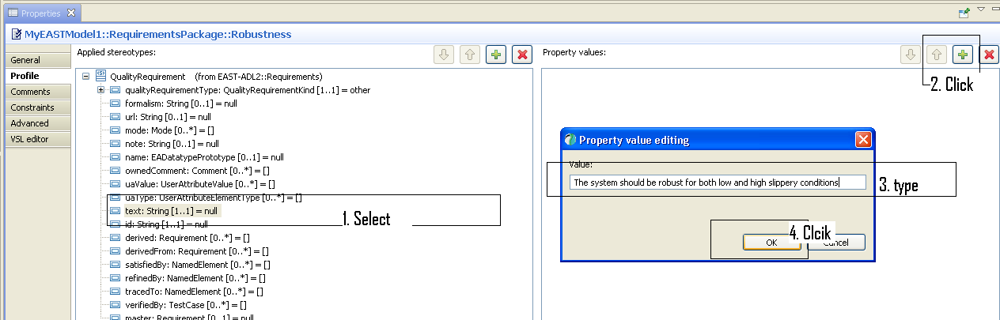 Properties
MyEASTModel1::RequirementsPackage::Robustness
General
Profile
Comments
Constraints
Advanced
VSL editor
Applied stereotypes:
QualityRequirement (from EAST-ADL2::Requirements)
qualityRequirementType: QualityRequirementKind [1..1] = other
formalism: String [0..1] = null
url: String [0..1] = null
mode: Mode [0..*] = []
note: String [0..1] = null
name: EADatatypePrototype [0..1] = null
ownedComment: Comment [0..*] = []
uaValue: UserAttributeValue [0..*] = []
uaType: UserAttributeElementType [0..*] = []
text: String [1..1] = null
id: String [1..1] = null
derived: Requirement [0..*] = []
derivedFrom: Requirement [0..*] = []
satisfiedBy: NamedElement [0..*] = []
refinedBy: NamedElement [0..*] = []
tracedTo: NamedElement [0..*] = []
verifiedBy: TestCase [0..*] = []
master: Requirement [0..1] = null
1. Select
Property values:
2. Click
Property value editing
Value:
The system should be robust for both low and high slippery conditions
3. type
4. Clcik
OK
Cancel